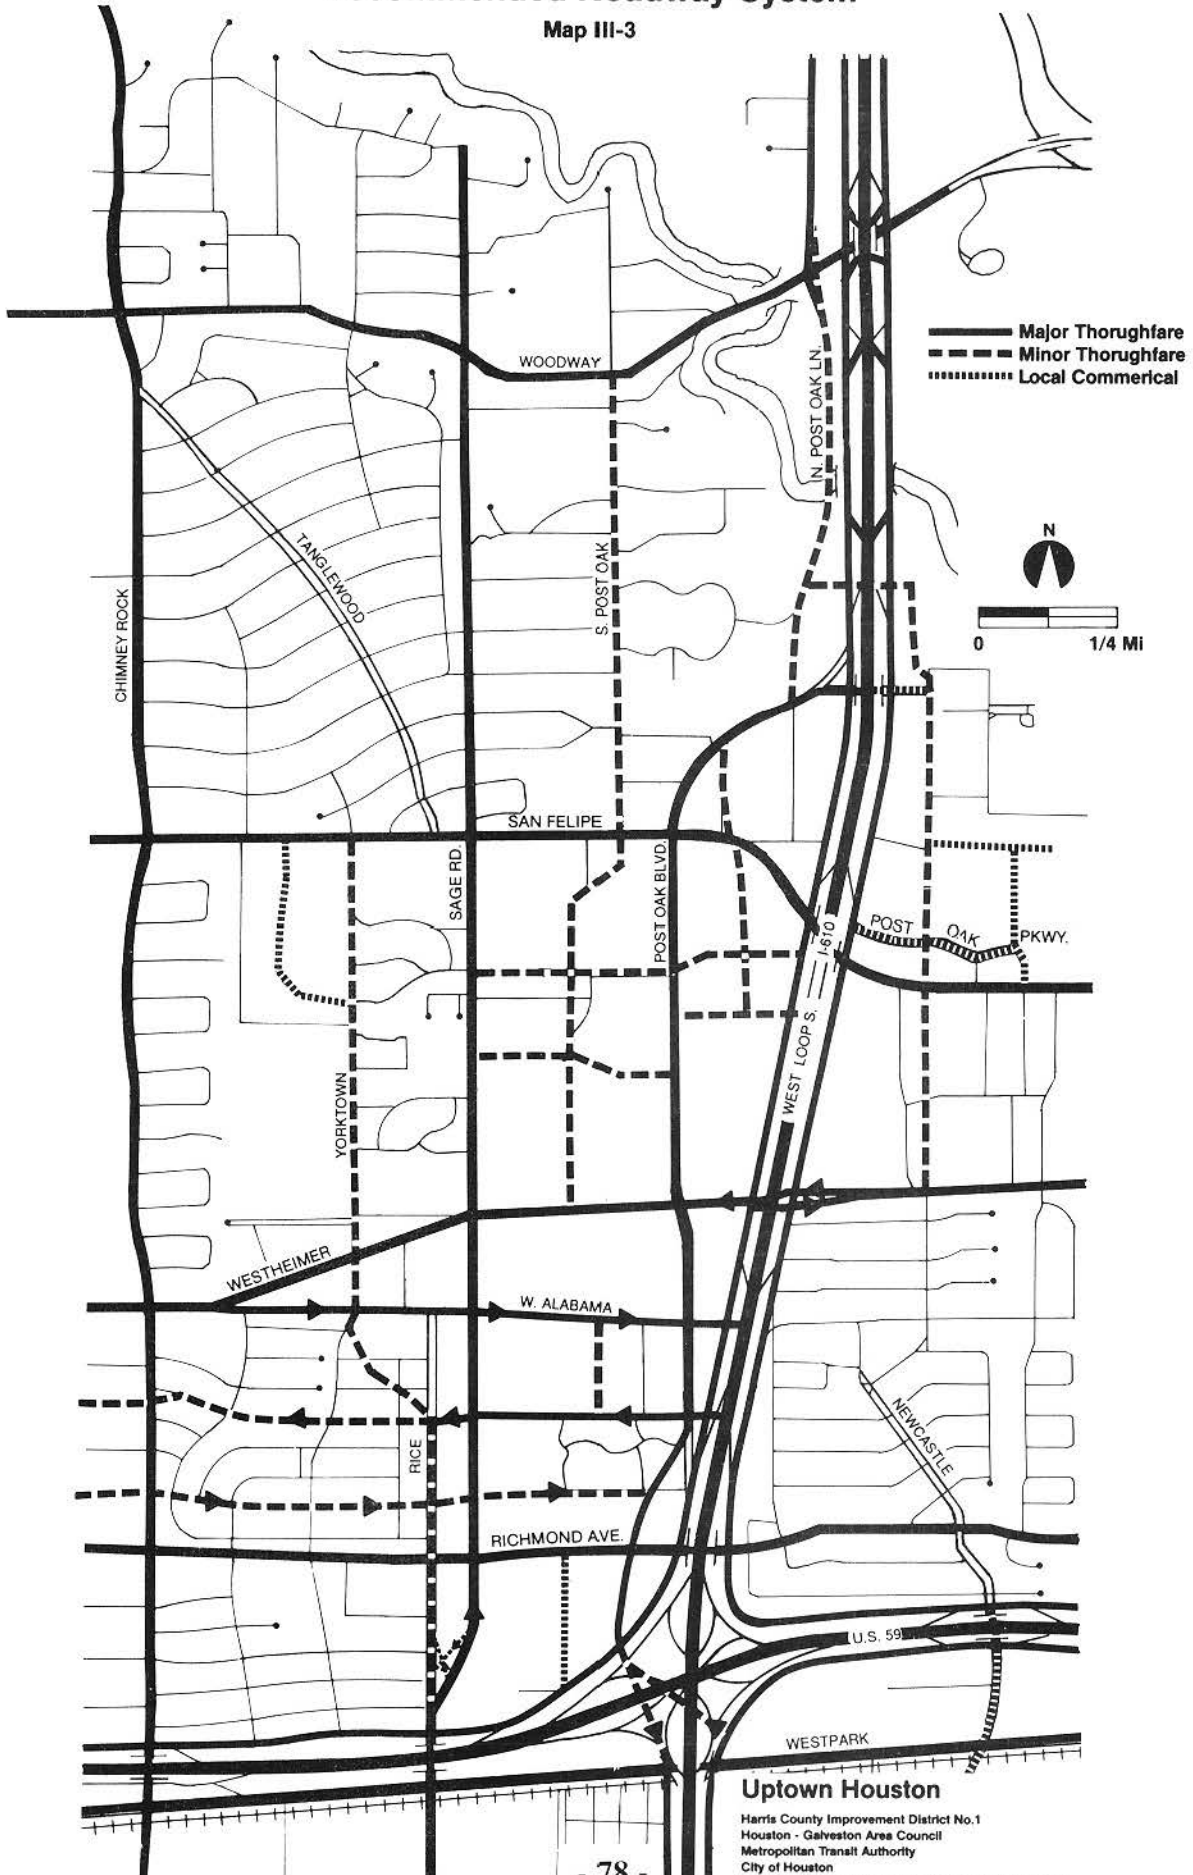 Map III-3
Major Thorughfare
Minor Thorughfare
Local Commerical
WOODWAY
N. POST OAK LN.
N
0 1/4 Mi
TANGLEWOOD
S. POST OAK
CHIMNEY ROCK
SAN FELIPE
SAGE RD.
POST OAK BLVD.
I-610
POST OAK PKWY.
WEST LOOP S.
YORKTOWN
WESTHEIMER
W. ALABAMA
NEWCASTLE
RICE
RICHMOND AVE.
U.S. 59
WESTPARK
Uptown Houston
Harris County Improvement District No.1
Houston - Galveston Area Council
Metropolitan Transit Authority
City of Houston
- 78 -